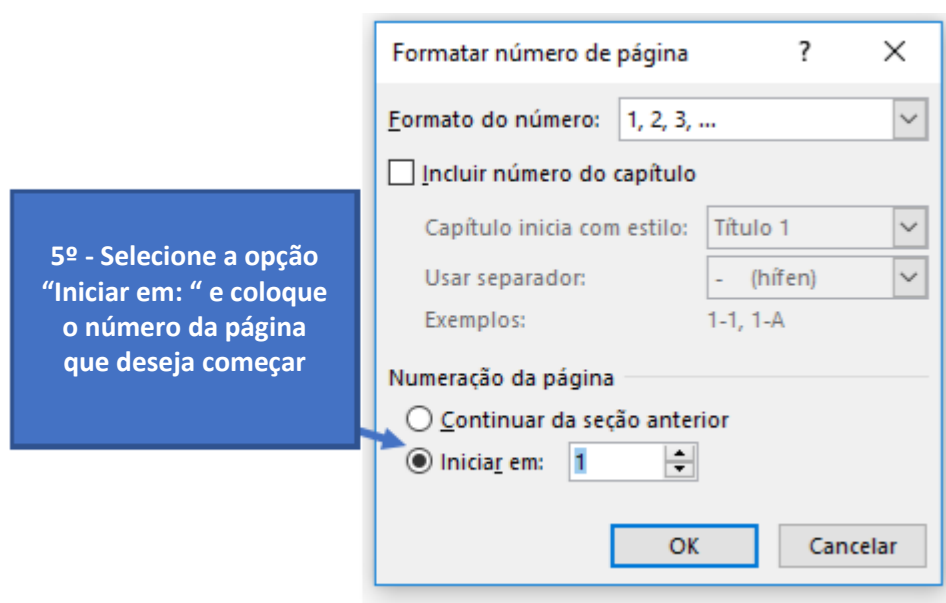 Formatar número de página
?
Formato do número: 1, 2, 3, ...
Incluir número do capítulo
Capítulo inicia com estilo: Título 1
Usar separador: - (hífen)
Exemplos: 1-1, 1-A
Numeração da página
Continuar da seção anterior
Iniciar em: 1
OK Cancelar
5º - Selecione a opção
“Iniciar em: “ e coloque
o número da página
que deseja começar